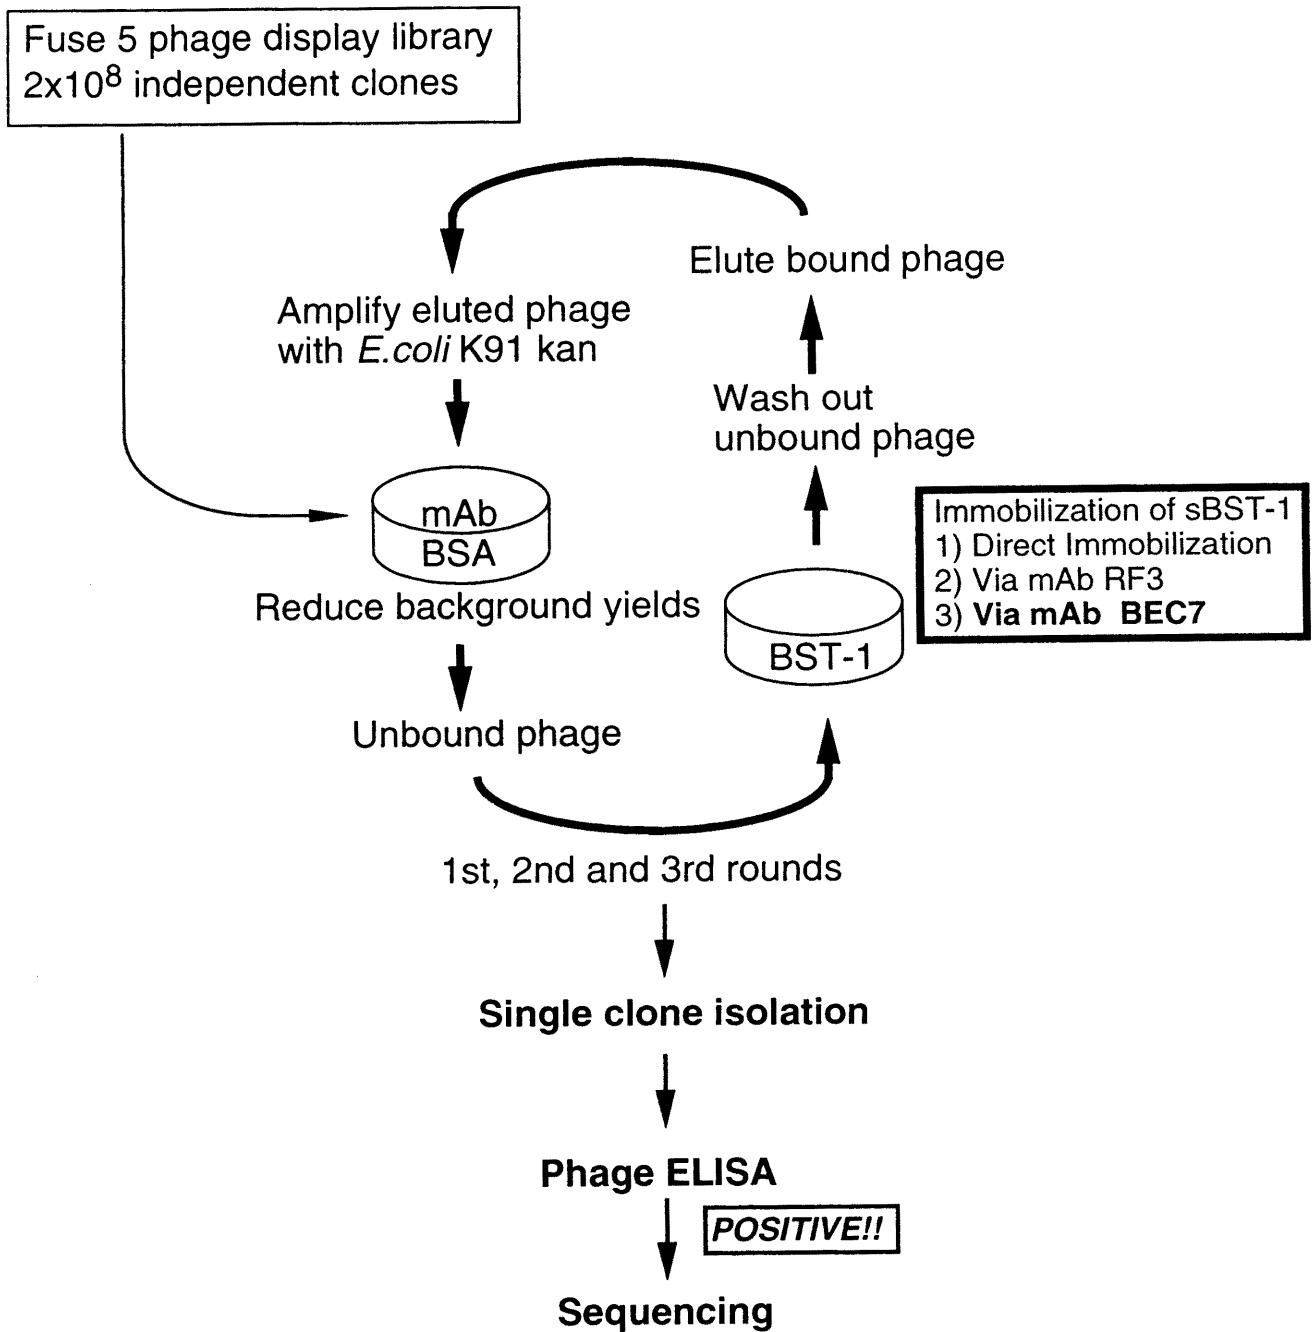 Fuse 5 phage display library
2x10⁸ independent clones
Elute bound phage
Amplify eluted phage
with E.coli K91 kan
Wash out
unbound phage
mAb
BSA
Reduce background yields
Immobilization of sBST-1
1) Direct Immobilization
2) Via mAb RF3
3) Via mAb BEC7
BST-1
Unbound phage
1st, 2nd and 3rd rounds
Single clone isolation
Phage ELISA
POSITIVE!!
Sequencing